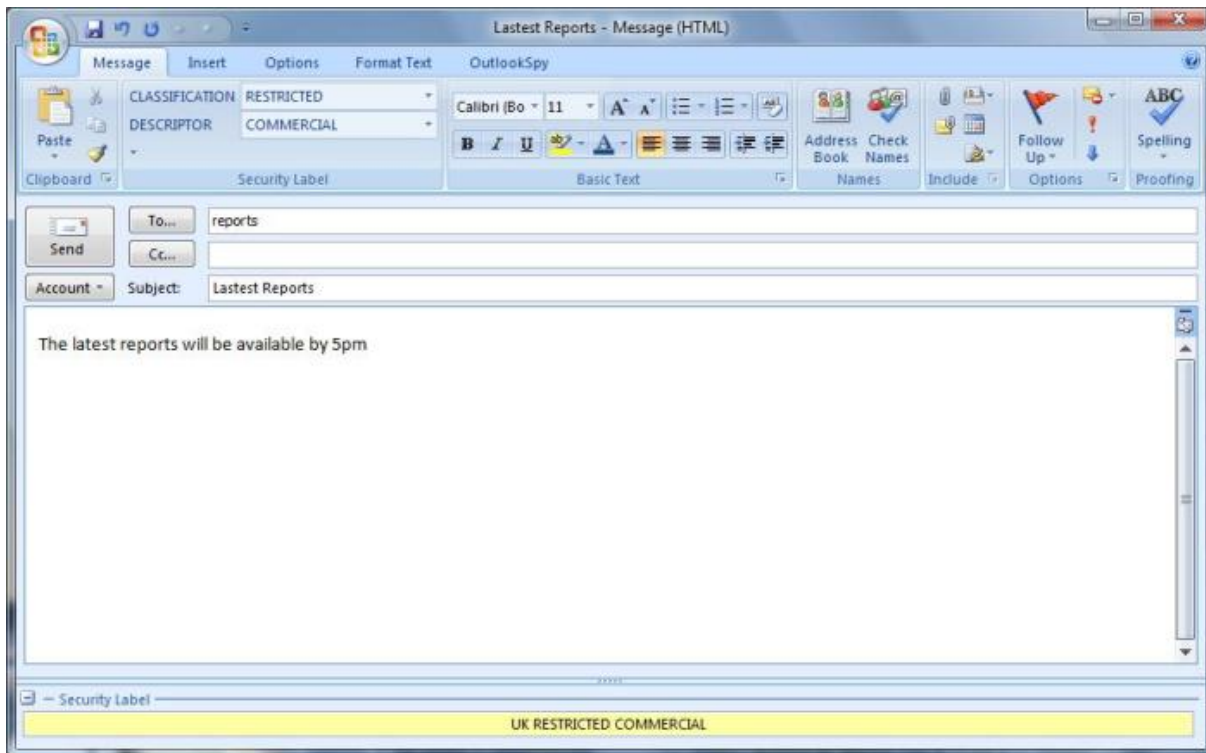 Lastest Reports - Message (HTML)
Message Insert Options Format Text OutlookSpy
Paste
Clipboard
CLASSIFICATION RESTRICTED
DESCRIPTOR COMMERCIAL
Security Label
Calibri (Bo 11 A A
B I U ab A
Basic Text
Address Book Check Names
Names
Include
Follow Up
Options
ABC
Spelling
Proofing
Send
To... reports
Cc...
Account Subject: Lastest Reports
The latest reports will be available by 5pm
Security Label
UK RESTRICTED COMMERCIAL